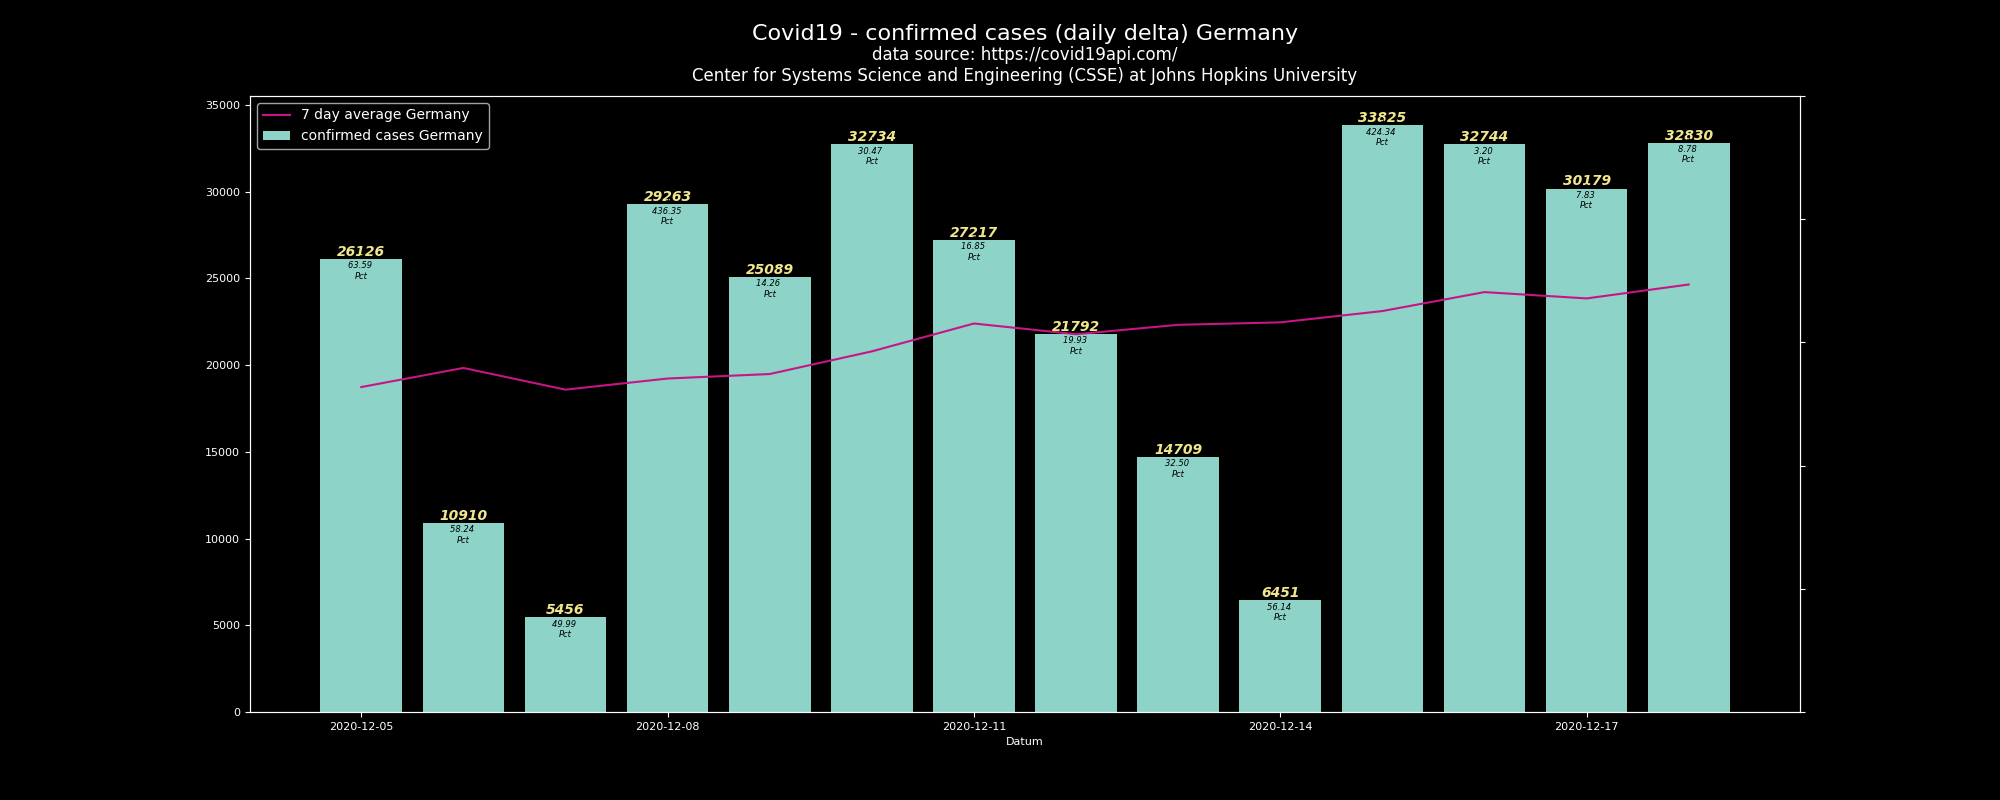 Covid19 - confirmed cases (daily delta) Germany
data source: https://covid19api.com/
Center for Systems Science and Engineering (CSSE) at Johns Hopkins University
7 day average Germany
confirmed cases Germany
35000
30000
25000
20000
15000
10000
5000
0
26126
63.59
Pct
10910
58.24
Pct
5456
49.99
Pct
29263
436.35
Pct
25089
14.26
Pct
32734
30.47
Pct
27217
16.85
Pct
21792
19.93
Pct
14709
32.50
Pct
6451
56.14
Pct
33825
424.34
Pct
32744
3.20
Pct
30179
7.83
Pct
32830
8.78
Pct
2020-12-05
2020-12-08
2020-12-11
2020-12-14
2020-12-17
Datum